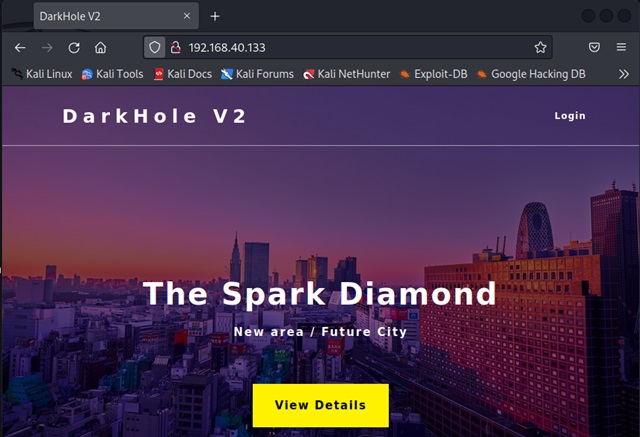 DarkHole V2
192.168.40.133
Kali Linux Kali Tools Kali Docs Kali Forums Kali NetHunter Exploit-DB Google Hacking DB
DarkHole V2
Login
The Spark Diamond
New area / Future City
View Details